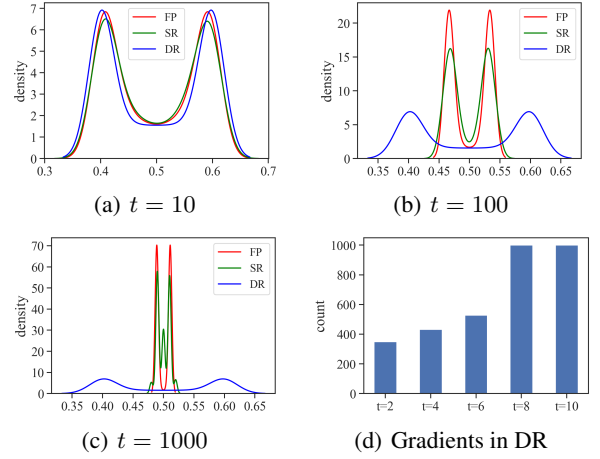 7
6
5
4
3
2
1
0
density
FP
SR
DR
0.3
0.4
0.5
0.6
0.7
(a) t = 10
20
15
10
5
0
density
FP
SR
DR
0.35
0.40
0.45
0.50
0.55
0.60
0.65
(b) t = 100
70
60
50
40
30
20
10
0
density
FP
SR
DR
0.35
0.40
0.45
0.50
0.55
0.60
0.65
(c) t = 1000
1000
800
600
400
200
0
count
t=2
t=4
t=6
t=8
t=10
(d) Gradients in DR